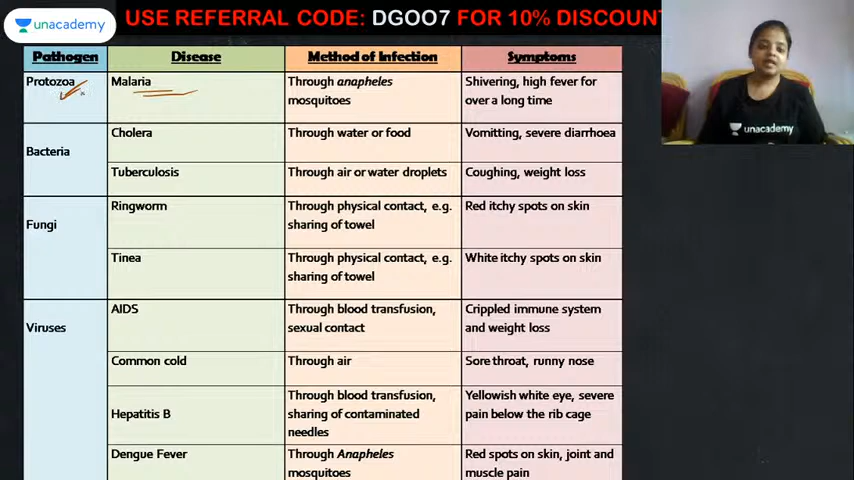 unacademy
USE REFERRAL CODE: DGOO7 FOR 10% DISCOUNT
Pathogen Disease Method of Infection Symptoms
Protozoa Malaria Through anapheles Shivering, high fever for
mosquitoes over a long time
Cholera Through water or food Vomitting, severe diarrhoea
Bacteria
Tuberculosis Through air or water droplets Coughing, weight loss
Ringworm Through physical contact, e.g. Red itchy spots on skin
Fungi sharing of towel
Tinea Through physical contact, e.g. White itchy spots on skin
sharing of towel
AIDS Through blood transfusion, Crippled immune system
Viruses sexual contact and weight loss
Common cold Through air Sore throat, runny nose
Through blood transfusion, Yellowish white eye, severe
Hepatitis B sharing of contaminated pain below the rib cage
needles
Dengue Fever Through Anapheles Red spots on skin, joint and
mosquitoes muscle pain
unacademy